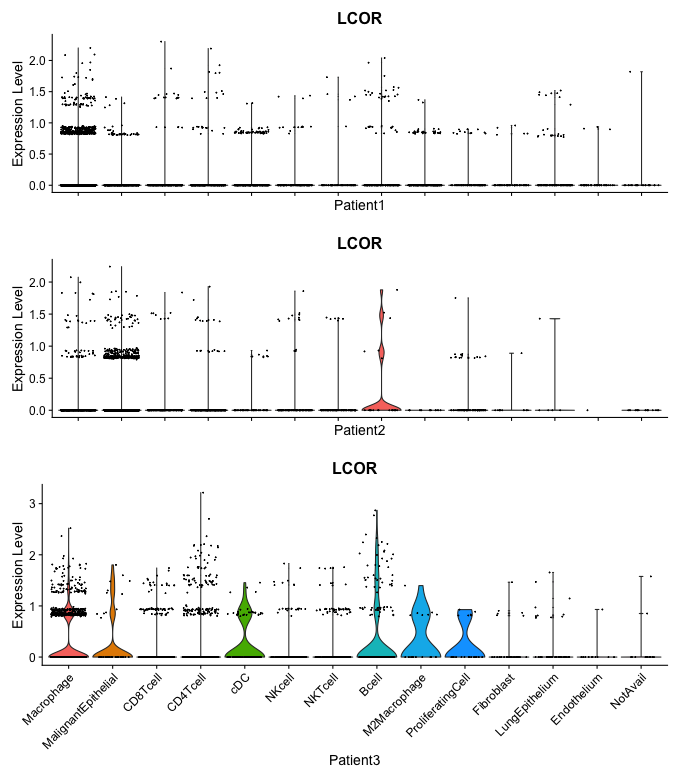 LCOR
Expression Level
2.0
1.5
1.0
0.5
0.0
Patient1
LCOR
Expression Level
2.0
1.5
1.0
0.5
0.0
Patient2
LCOR
Expression Level
3
2
1
0
Macrophage
MalignantEpithelial
CD8Tcell
CD4Tcell
cDC
NKcell
NKTcell
Bcell
M2Macrophage
ProliferatingCell
Fibroblast
LungEpithelium
Endothelium
NotAvail
Patient3